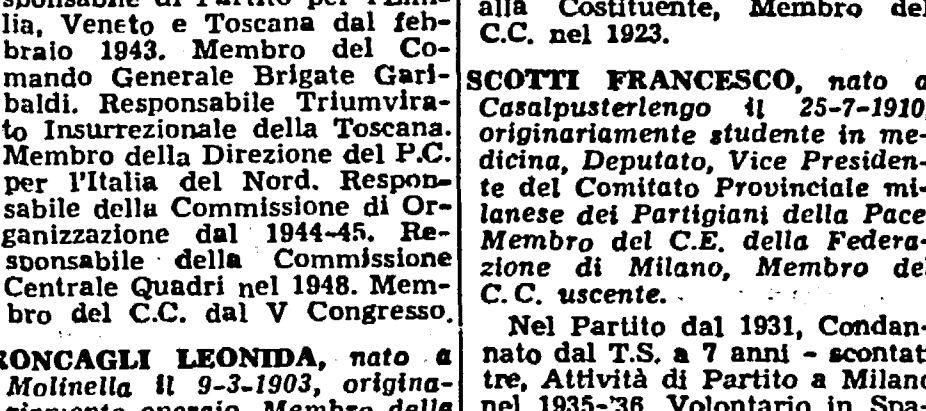 sponsabile di Partito per l'Emi-
lia, Veneto e Toscana dal feb-
braio 1943. Membro del Co-
mando Generale Brigate Gari-
baldi. Responsabile Triumvira-
to Insurrezionale della Toscana.
Membro della Direzione del P.C.
per l'Italia del Nord. Respon-
sabile della Commissione di Or-
ganizzazione dal 1944-45. Re-
sponsabile della Commissione
Centrale Quadri nel 1948. Mem-
bro del C.C. dal V Congresso.
RONCAGLI LEONIDA, nato a
Molinella il 9-3-1903, origina-
riamente operaio. Membro della
alla Costituente, Membro del
C.C. nel 1923.
SCOTTI FRANCESCO, nato a
Casalpusterlengo il 25-7-1910,
originariamente studente in me-
dicina, Deputato, Vice Presiden-
te del Comitato Provinciale mi-
lanese dei Partigiani della Pace
Membro del C.E. della Federa-
zione di Milano, Membro del
C.C. uscente.
Nel Partito dal 1931, Condan-
nato dal T.S. a 7 anni - scontati
tre, Attività di Partito a Milano
nel 1935-'36. Volontario in Spa-